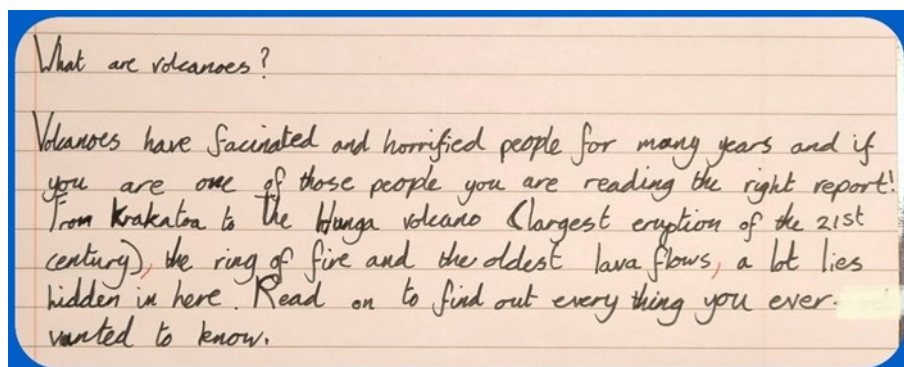 What are volcanoes?
Volcanoes have facinated and horrified people for many years and if
you are one of those people you are reading the right report!
From Krakatoa to the Hunga volcano (largest eruption of the 21st
century), the ring of fire and the oldest lava flows, a lot lies
hidden in here. Read on to find out every thing you ever
wanted to know.